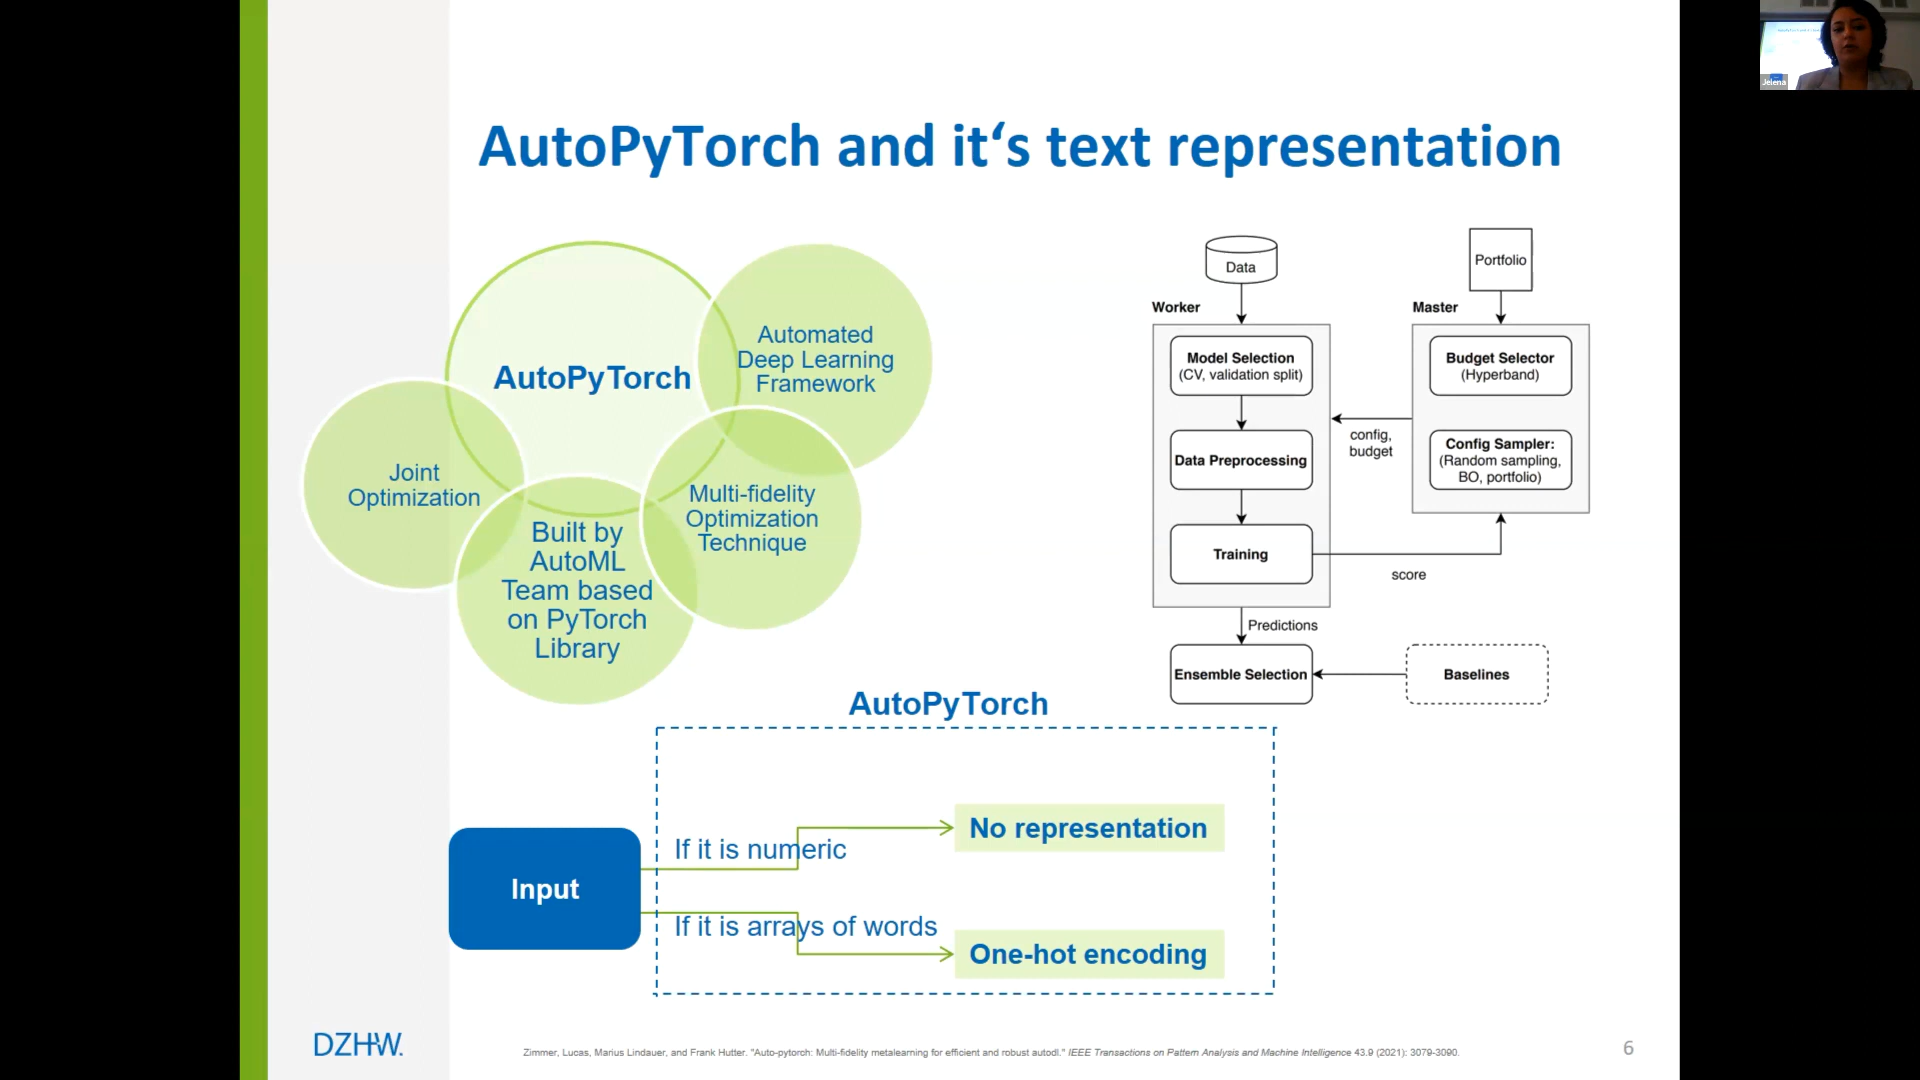 Jelena
AutoPyTorch and it‘s text representation
AutoPyTorch
Automated
Deep Learning
Framework
Joint
Optimization
Multi-fidelity
Optimization
Technique
Built by
AutoML
Team based
on PyTorch
Library
Data
Portfolio
Worker
Master
Model Selection
(CV, validation split)
Budget Selector
(Hyperband)
config,
budget
Data Preprocessing
Config Sampler:
(Random sampling,
BO, portfolio)
Training
score
Predictions
Ensemble Selection
Baselines
AutoPyTorch
Input
If it is numeric
No representation
If it is arrays of words
One-hot encoding
DZHW.
Zimmer, Lucas, Marius Lindauer, and Frank Hutter. "Auto-pytorch: Multi-fidelity metalearning for efficient and robust autodl." IEEE Transactions on Pattern Analysis and Machine Intelligence 43.9 (2021): 3079-3090.
6